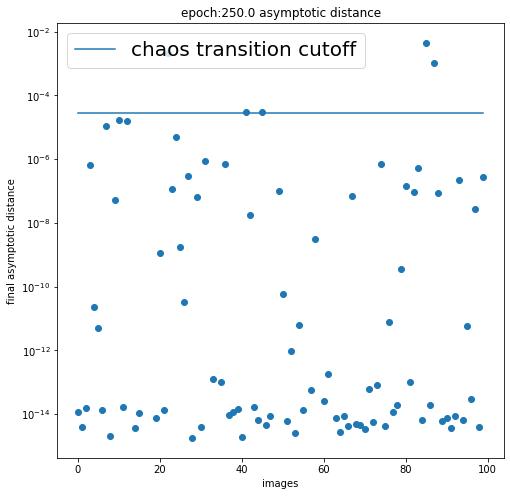 epoch:250.0 asymptotic distance
chaos transition cutoff
final asymptotic distance
10⁻²
10⁻⁴
10⁻⁶
10⁻⁸
10⁻¹⁰
10⁻¹²
10⁻¹⁴
0 20 40 60 80 100
images